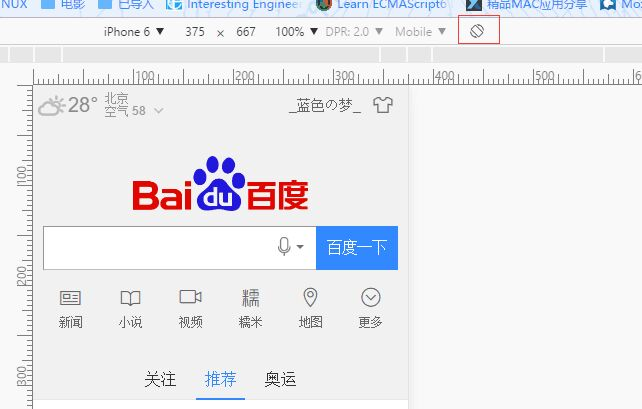 NUX 电影 已导入 Interesting Engineer Learn ECMAScript6 精品MAC应用分享 Moz
iPhone 6 ▼ 375 × 667 100% ▼ DPR: 2.0 ▼ Mobile ▼
100 200 300 400 500
28° 北京
空气 58
_蓝色の梦_
100
Bai du 百度
200
百度一下
新闻 小说 视频 糯米 地图 更多
糯
300
关注 推荐 奥运